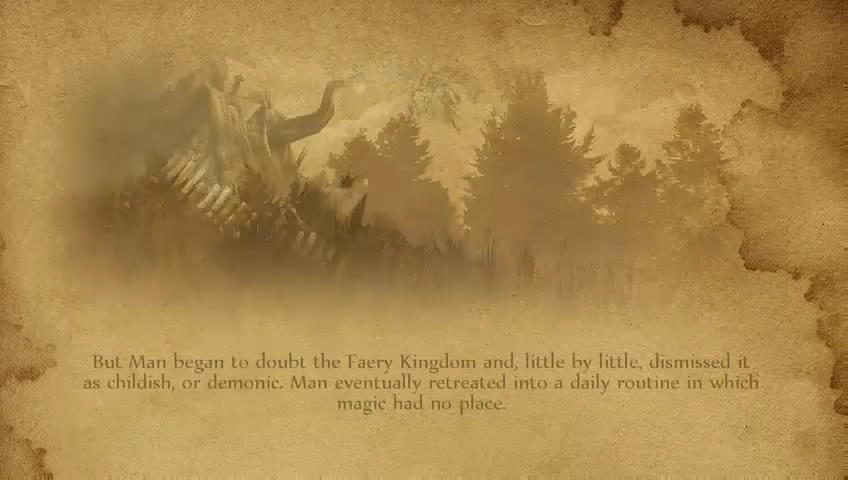 But Man began to doubt the Faery Kingdom and, little by little, dismissed it
as childish, or demonic. Man eventually retreated into a daily routine in which
magic had no place.